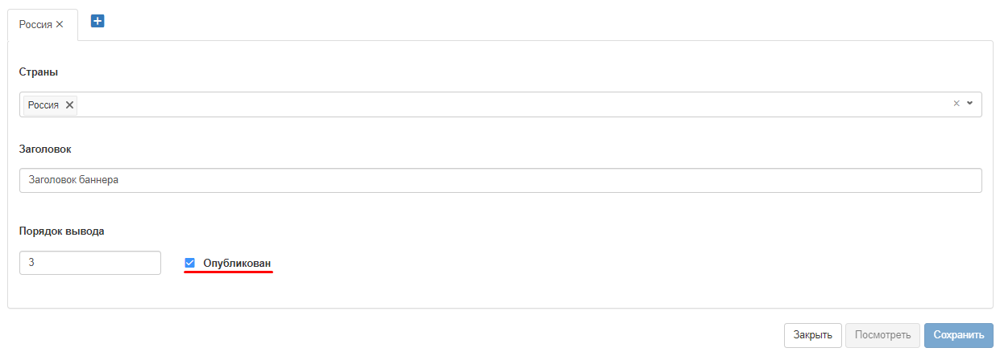 Россия
Страны
Россия
Заголовок
Заголовок баннера
Порядок вывода
3 Опубликован
Закрыть Посмотреть Сохранить